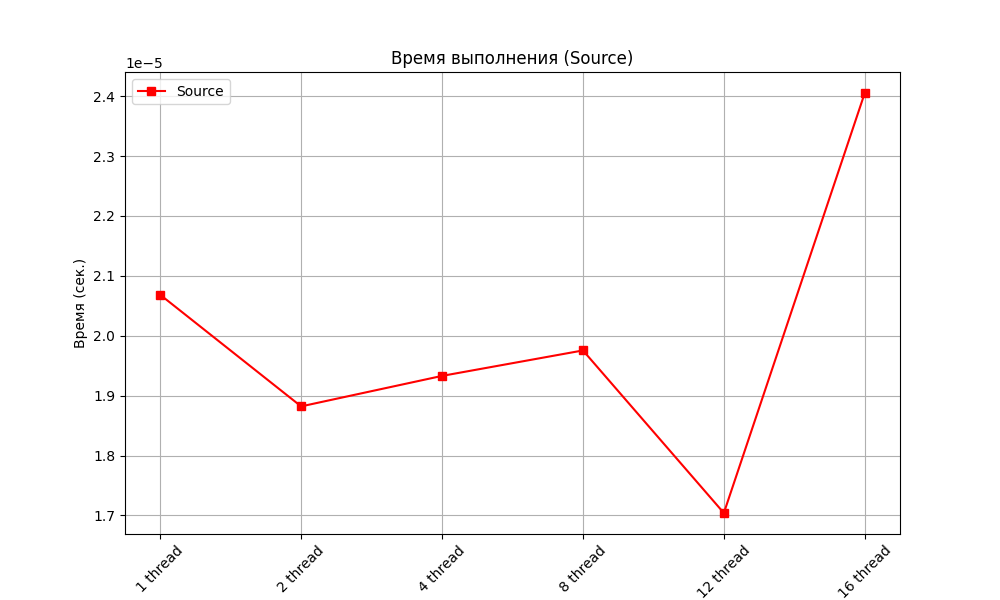 Время выполнения (Source)
1e−5
Source
2.4
2.3
2.2
2.1
2.0
1.9
1.8
1.7
Время (сек.)
1 thread
2 thread
4 thread
8 thread
12 thread
16 thread